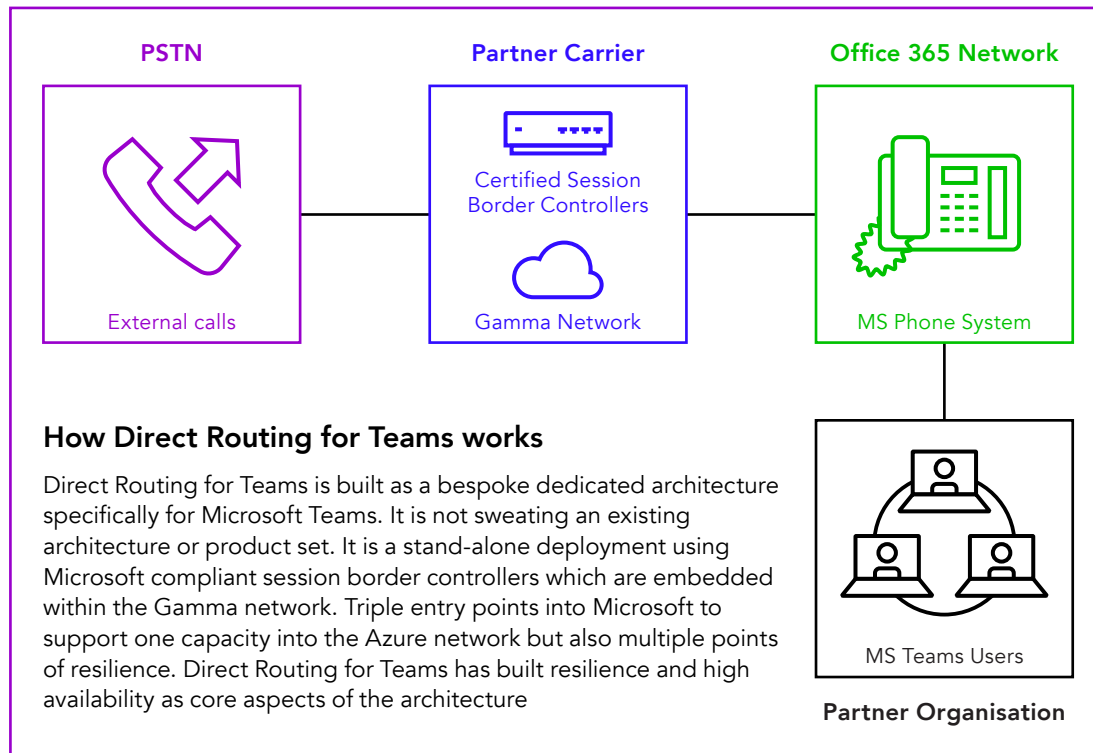 PSTN
Partner Carrier
Office 365 Network
Certified Session
Border Controllers
External calls
Gamma Network
MS Phone System
How Direct Routing for Teams works
Direct Routing for Teams is built as a bespoke dedicated architecture
specifically for Microsoft Teams. It is not sweating an existing
architecture or product set. It is a stand-alone deployment using
Microsoft compliant session border controllers which are embedded
within the Gamma network. Triple entry points into Microsoft to
support one capacity into the Azure network but also multiple points
of resilience. Direct Routing for Teams has built resilience and high
availability as core aspects of the architecture
MS Teams Users
Partner Organisation